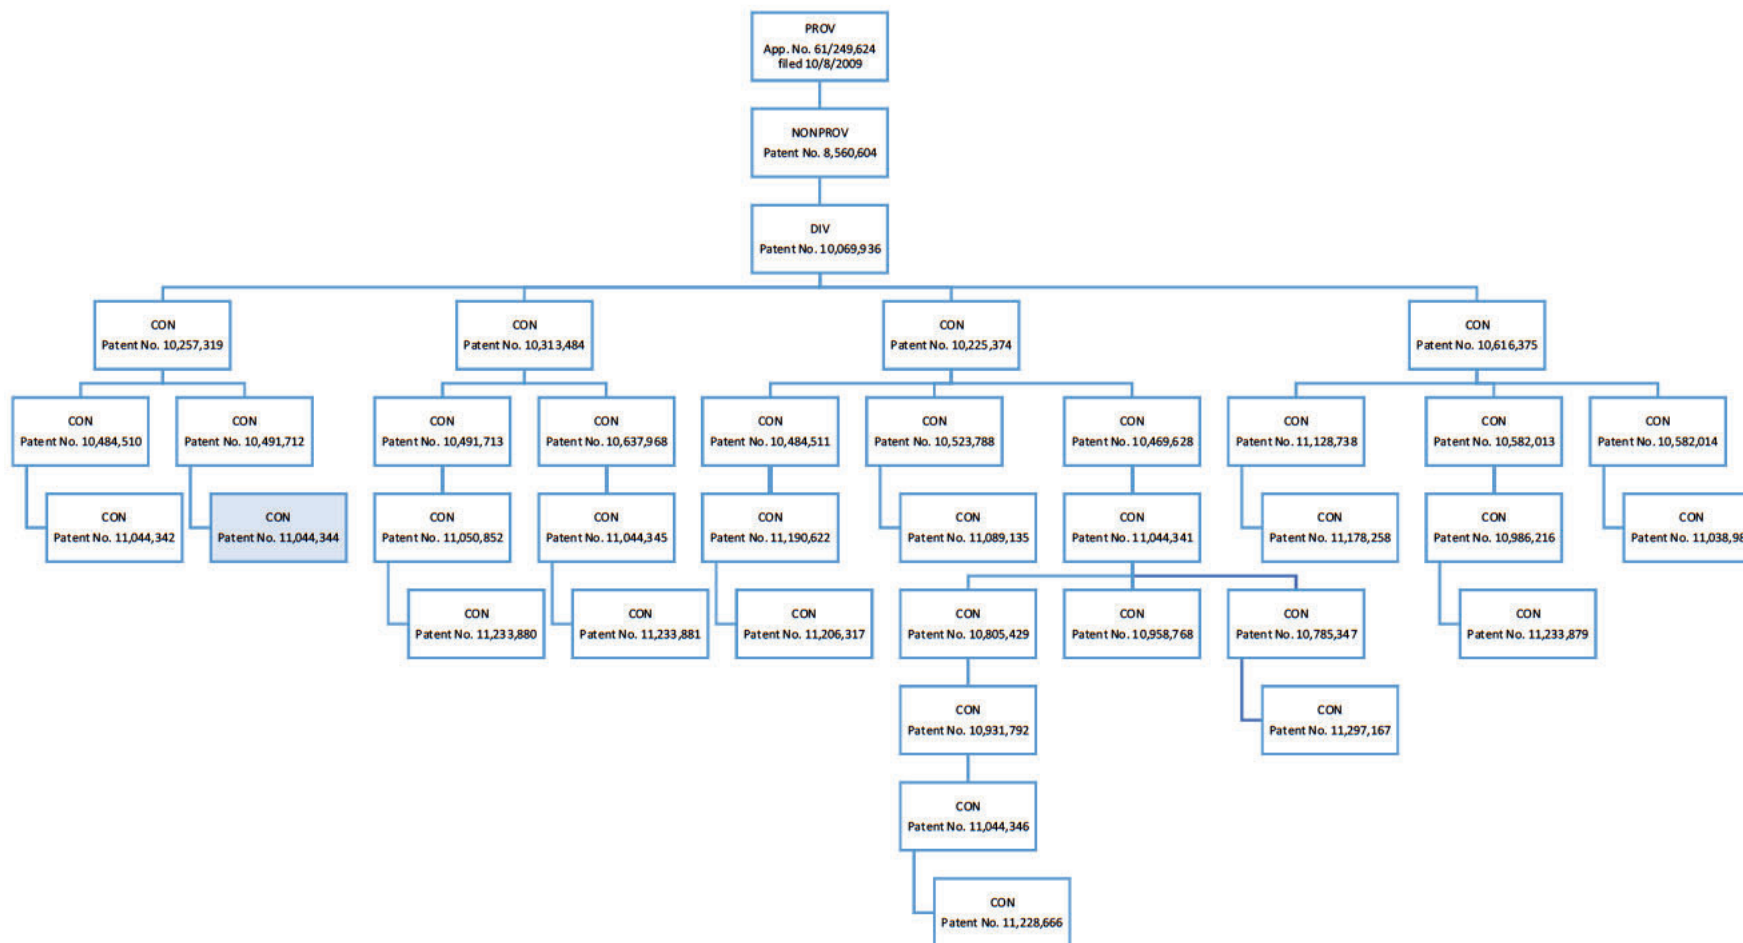 PROV
App. No. 61/249,624
filed 10/8/2009
NONPROV
Patent No. 8,560,604
DIV
Patent No. 10,069,936
CON
Patent No. 10,257,319
CON
Patent No. 10,313,484
CON
Patent No. 10,225,374
CON
Patent No. 10,616,375
CON
Patent No. 10,484,510
CON
Patent No. 10,491,712
CON
Patent No. 10,491,713
CON
Patent No. 10,637,968
CON
Patent No. 10,484,511
CON
Patent No. 10,523,788
CON
Patent No. 10,469,628
CON
Patent No. 11,128,738
CON
Patent No. 10,582,013
CON
Patent No. 10,582,014
CON
Patent No. 11,044,342
CON
Patent No. 11,044,344
CON
Patent No. 11,050,852
CON
Patent No. 11,044,345
CON
Patent No. 11,190,622
CON
Patent No. 11,089,135
CON
Patent No. 11,044,341
CON
Patent No. 11,178,258
CON
Patent No. 10,986,216
CON
Patent No. 11,038,98
CON
Patent No. 11,233,880
CON
Patent No. 11,233,881
CON
Patent No. 11,206,317
CON
Patent No. 10,805,429
CON
Patent No. 10,958,768
CON
Patent No. 10,785,347
CON
Patent No. 11,233,879
CON
Patent No. 10,931,792
CON
Patent No. 11,297,167
CON
Patent No. 11,044,346
CON
Patent No. 11,228,666